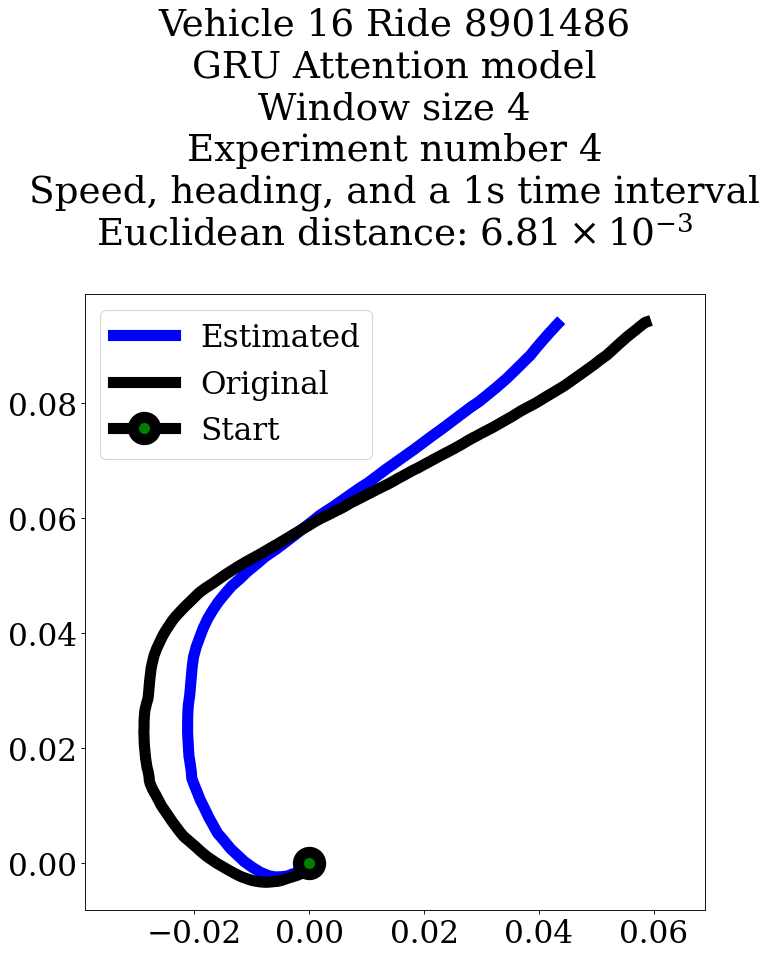 Vehicle 16 Ride 8901486
GRU Attention model
Window size 4
Experiment number 4
Speed, heading, and a 1s time interval
Euclidean distance: 6.81 × 10⁻³
Estimated
Original
Start
0.08
0.06
0.04
0.02
0.00
−0.02 0.00 0.02 0.04 0.06